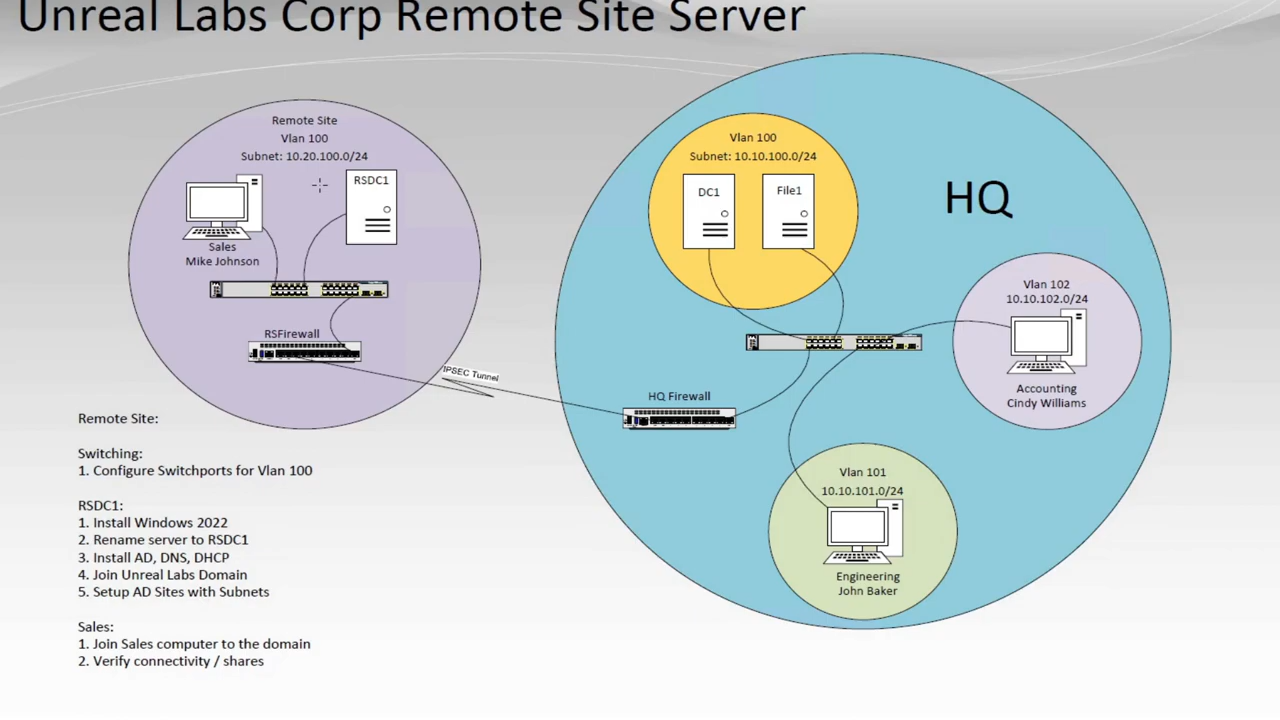 Unreal Labs Corp Remote Site Server
Remote Site
Vlan 100
Subnet: 10.20.100.0/24
RSDC1
Sales
Mike Johnson
RSFirewall
IPSEC Tunnel
Vlan 100
Subnet: 10.10.100.0/24
DC1
File1
HQ
Vlan 102
10.10.102.0/24
Accounting
Cindy Williams
HQ Firewall
Vlan 101
10.10.101.0/24
Engineering
John Baker
Remote Site:
Switching:
1. Configure Switchports for Vlan 100
RSDC1:
1. Install Windows 2022
2. Rename server to RSDC1
3. Install AD, DNS, DHCP
4. Join Unreal Labs Domain
5. Setup AD Sites with Subnets
Sales:
1. Join Sales computer to the domain
2. Verify connectivity / shares